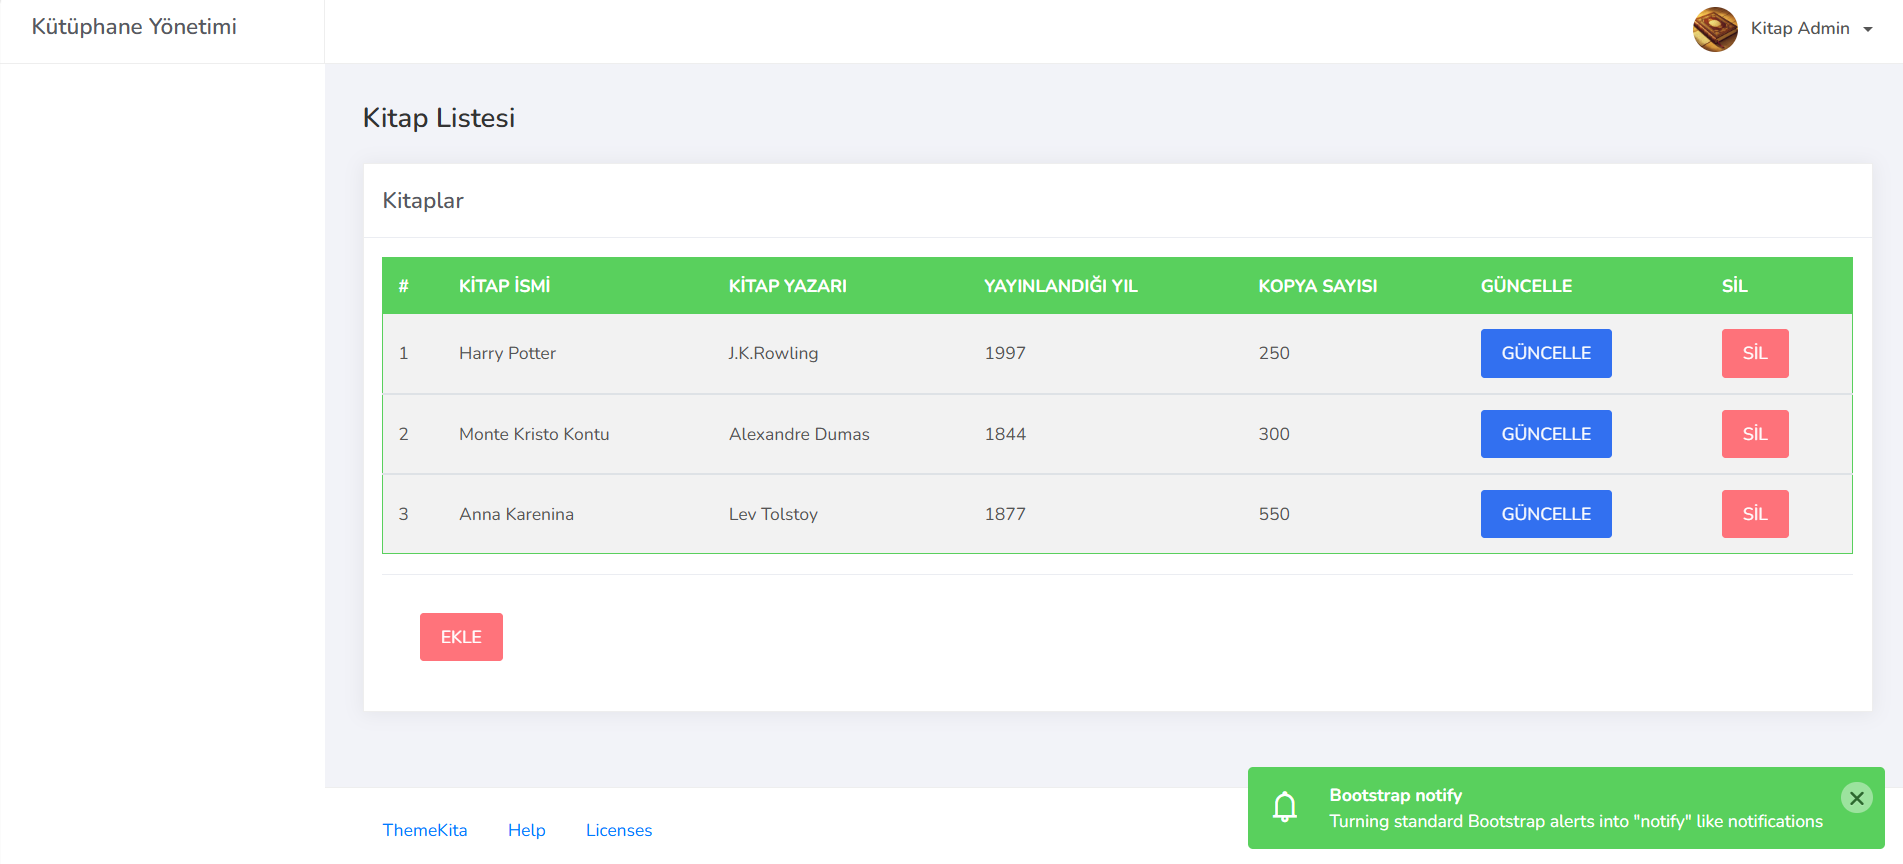 Kütüphane Yönetimi
Kitap Admin
Kitap Listesi
Kitaplar
# KİTAP İSMİ KİTAP YAZARI YAYINLANDIĞI YIL KOPYA SAYISI GÜNCELLE SİL
1 Harry Potter J.K.Rowling 1997 250 GÜNCELLE SİL
2 Monte Kristo Kontu Alexandre Dumas 1844 300 GÜNCELLE SİL
3 Anna Karenina Lev Tolstoy 1877 550 GÜNCELLE SİL
EKLE
Bootstrap notify
Turning standard Bootstrap alerts into "notify" like notifications
ThemeKita Help Licenses